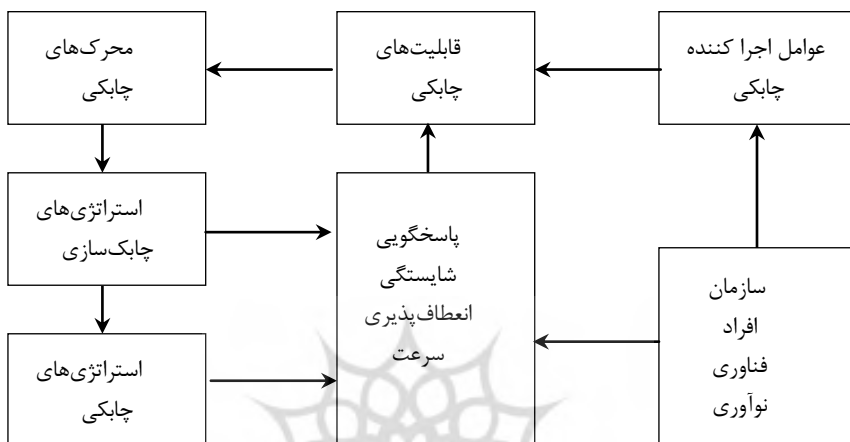 عوامل اجرا کننده
چابکی
قابلیت‌های
چابکی
محرک‌های
چابکی
سازمان
افراد
فناوری
نوآوری
پاسخگویی
شایستگی
انعطاف‌پذیری
سرعت
استراتژی‌های
چابک‌سازی
استراتژی‌های
چابکی